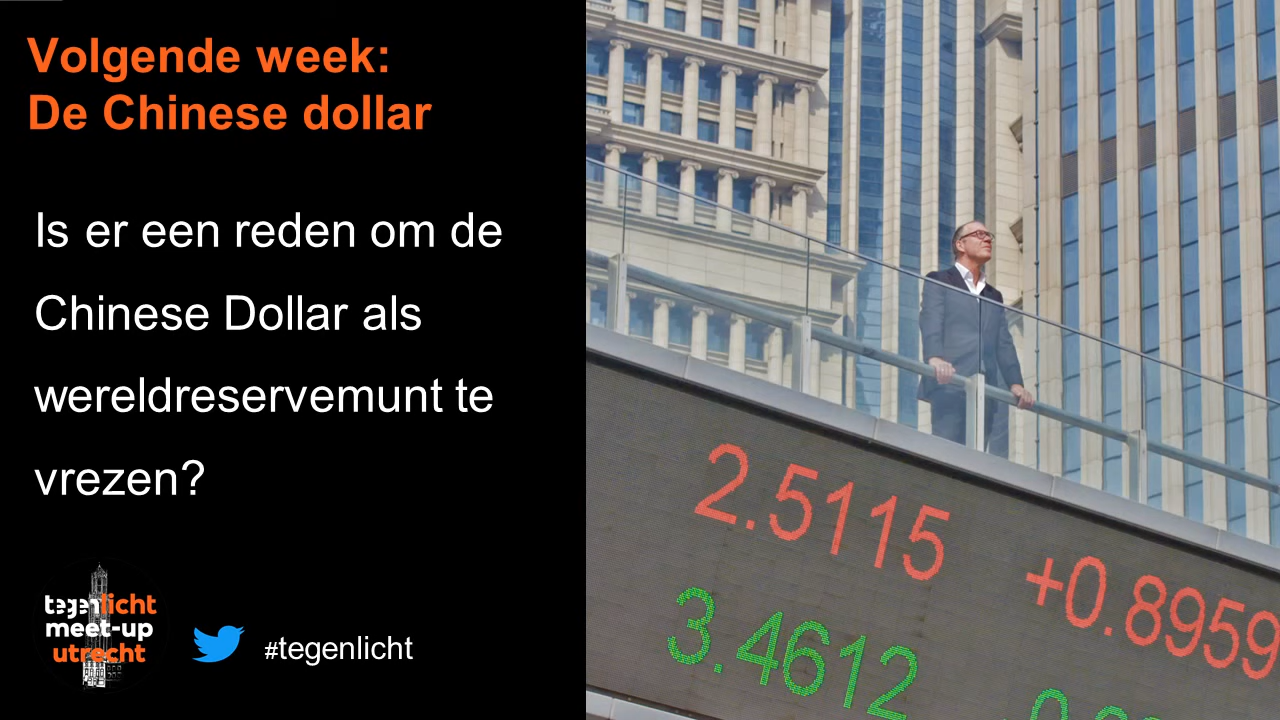 Volgende week:
De Chinese dollar
Is er een reden om de
Chinese Dollar als
wereldreservemunt te
vrezen?
tegenlicht
meet-up
utrecht
#tegenlicht
2.5115 +0.8959
3.4612